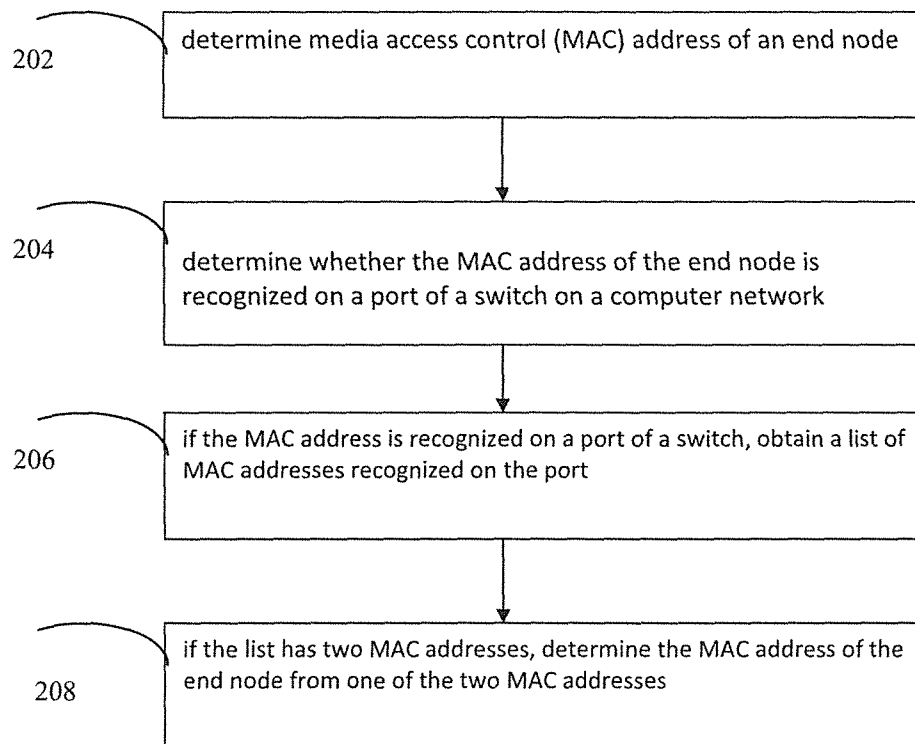 202
determine media access control (MAC) address of an end node
204
determine whether the MAC address of the end node is
recognized on a port of a switch on a computer network
206
if the MAC address is recognized on a port of a switch, obtain a list of
MAC addresses recognized on the port
208
if the list has two MAC addresses, determine the MAC address of the
end node from one of the two MAC addresses